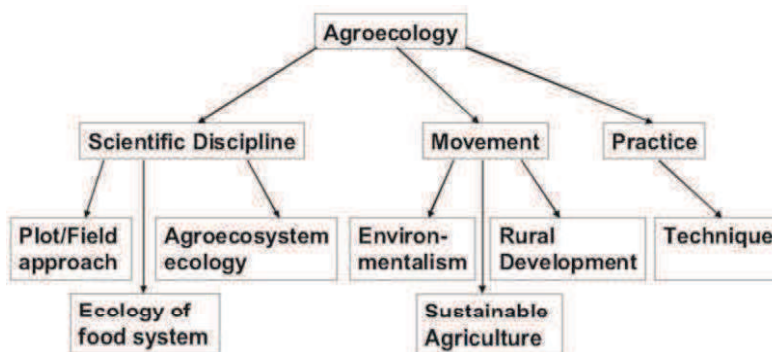 Agroecology
Scientific Discipline
Movement
Practice
Plot/Field
approach
Agroecosystem
ecology
Environ-
mentalism
Rural
Development
Technique
Ecology of
food system
Sustainable
Agriculture